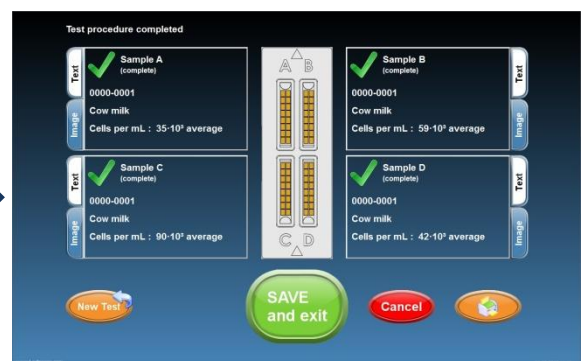 Test procedure completed
Text
Sample A
(complete)
0000-0001
Cow milk
Cells per mL : 35·10³ average
Image
A B
Sample B
(complete)
0000-0001
Cow milk
Cells per mL : 59·10³ average
Text
Image
Text
Sample C
(complete)
0000-0001
Cow milk
Cells per mL : 90·10³ average
Image
C D
Sample D
(complete)
0000-0001
Cow milk
Cells per mL : 42·10³ average
Text
Image
New Test
SAVE
and exit
Cancel